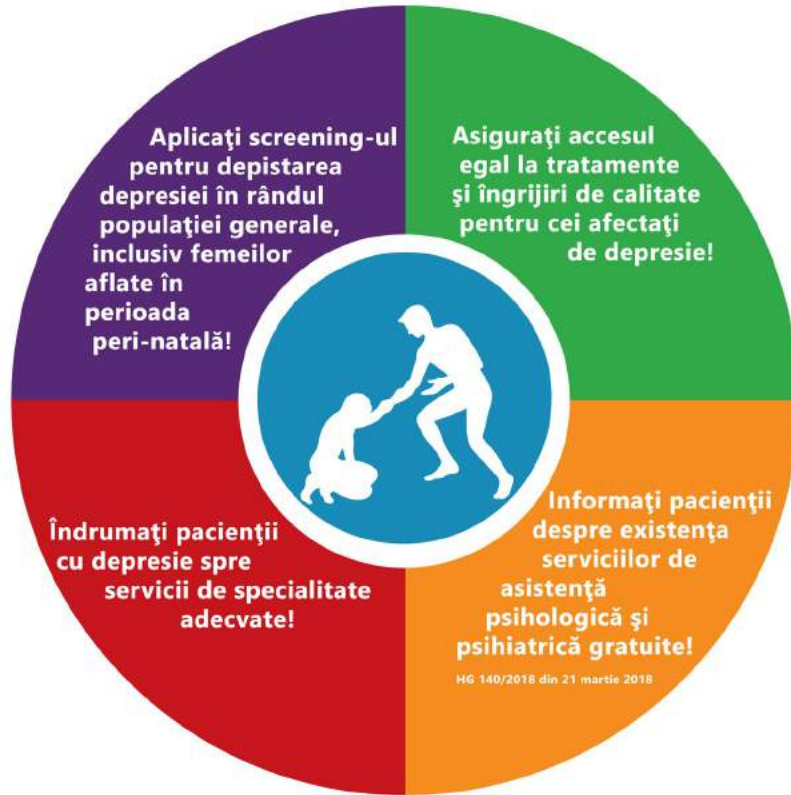 Aplicaţi screening-ul
pentru depistarea
depresiei în rândul
populaţiei generale,
inclusiv femeilor
aflate în
perioada
peri-natală!
Asiguraţi accesul
egal la tratamente
şi îngrijiri de calitate
pentru cei afectaţi
de depresie!
Îndrumaţi pacienţii
cu depresie spre
servicii de specialitate
adecvate!
Informaţi pacienţii
despre existenţa
serviciilor de
asistenţă
psihologică şi
psihiatrică gratuite!
HG 140/2018 din 21 martie 2018